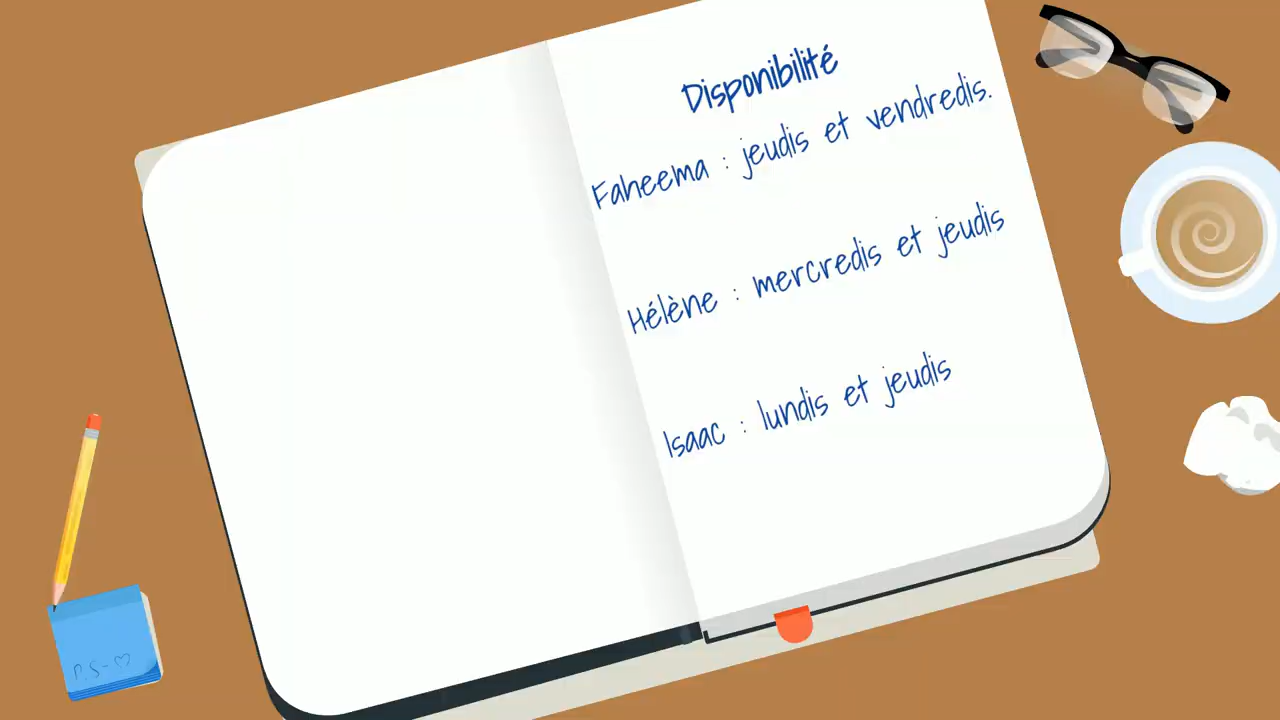 Disponibilité
Faheema : jeudis et vendredis.
Hélène : mercredis et jeudis
Isaac : lundis et jeudis
P.S-♡